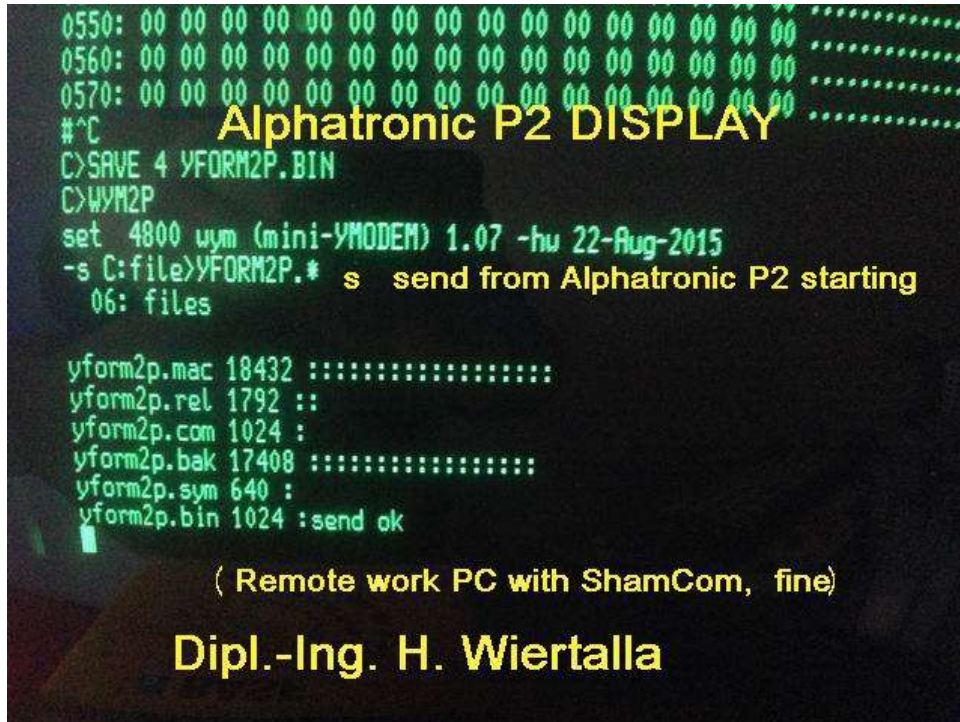 0550: 00 00 00 00 00 00 00 00 00 00 00 00 00 00 00 00 ................
0560: 00 00 00 00 00 00 00 00 00 00 00 00 00 00 00 00 ................
0570: 00 00 00 00 00 00 00 00 00 00 00 00 00 00 00 00 ................
#^C
Alphatronic P2 DISPLAY
C>SAVE 4 YFORM2P.BIN
C>WYM2P
set 4800 wym (mini-YMODEM) 1.07 -hw 22-Aug-2015
-s C:file>YFORM2P.* s send from Alphatronic P2 starting
06: files
yform2p.mac 18432 ::::::::::::::::::
yform2p.rel 1792 ::
yform2p.com 1024 :
yform2p.bak 17408 :::::::::::::::::
yform2p.sym 640 :
yform2p.bin 1024 :send ok
( Remote work PC with ShamCom, fine)
Dipl.-Ing. H. Wiertalla